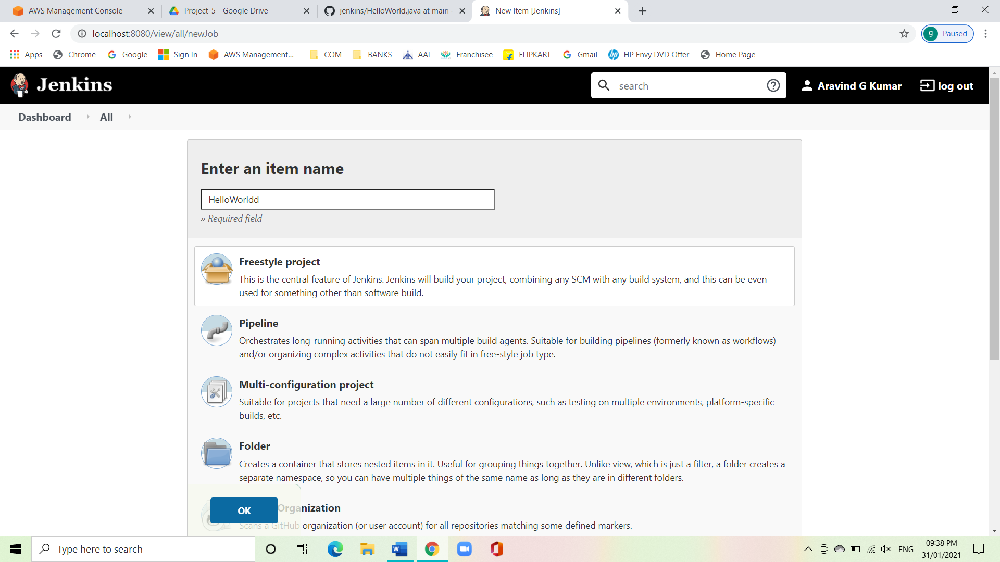 AWS Management Console
Project-5 - Google Drive
jenkins/HelloWorld.java at main
New Item [Jenkins]
localhost:8080/view/all/newJob
g Paused
Apps Chrome Google Sign In AWS Management... COM BANKS AAI Franchisee FLIPKART Gmail HP Envy DVD Offer Home Page
Jenkins
search
Aravind G Kumar
log out
Dashboard All
Enter an item name
HelloWorldd
» Required field
Freestyle project
This is the central feature of Jenkins. Jenkins will build your project, combining any SCM with any build system, and this can be even
used for something other than software build.
Pipeline
Orchestrates long-running activities that can span multiple build agents. Suitable for building pipelines (formerly known as workflows)
and/or organizing complex activities that do not easily fit in free-style job type.
Multi-configuration project
Suitable for projects that need a large number of different configurations, such as testing on multiple environments, platform-specific
builds, etc.
Folder
Creates a container that stores nested items in it. Useful for grouping things together. Unlike view, which is just a filter, a folder creates a
separate namespace, so you can have multiple things of the same name as long as they are in different folders.
OK
Organization
Scans a GitHub organization (or user account) for all repositories matching some defined markers.
Type here to search
ENG
09:38 PM
31/01/2021